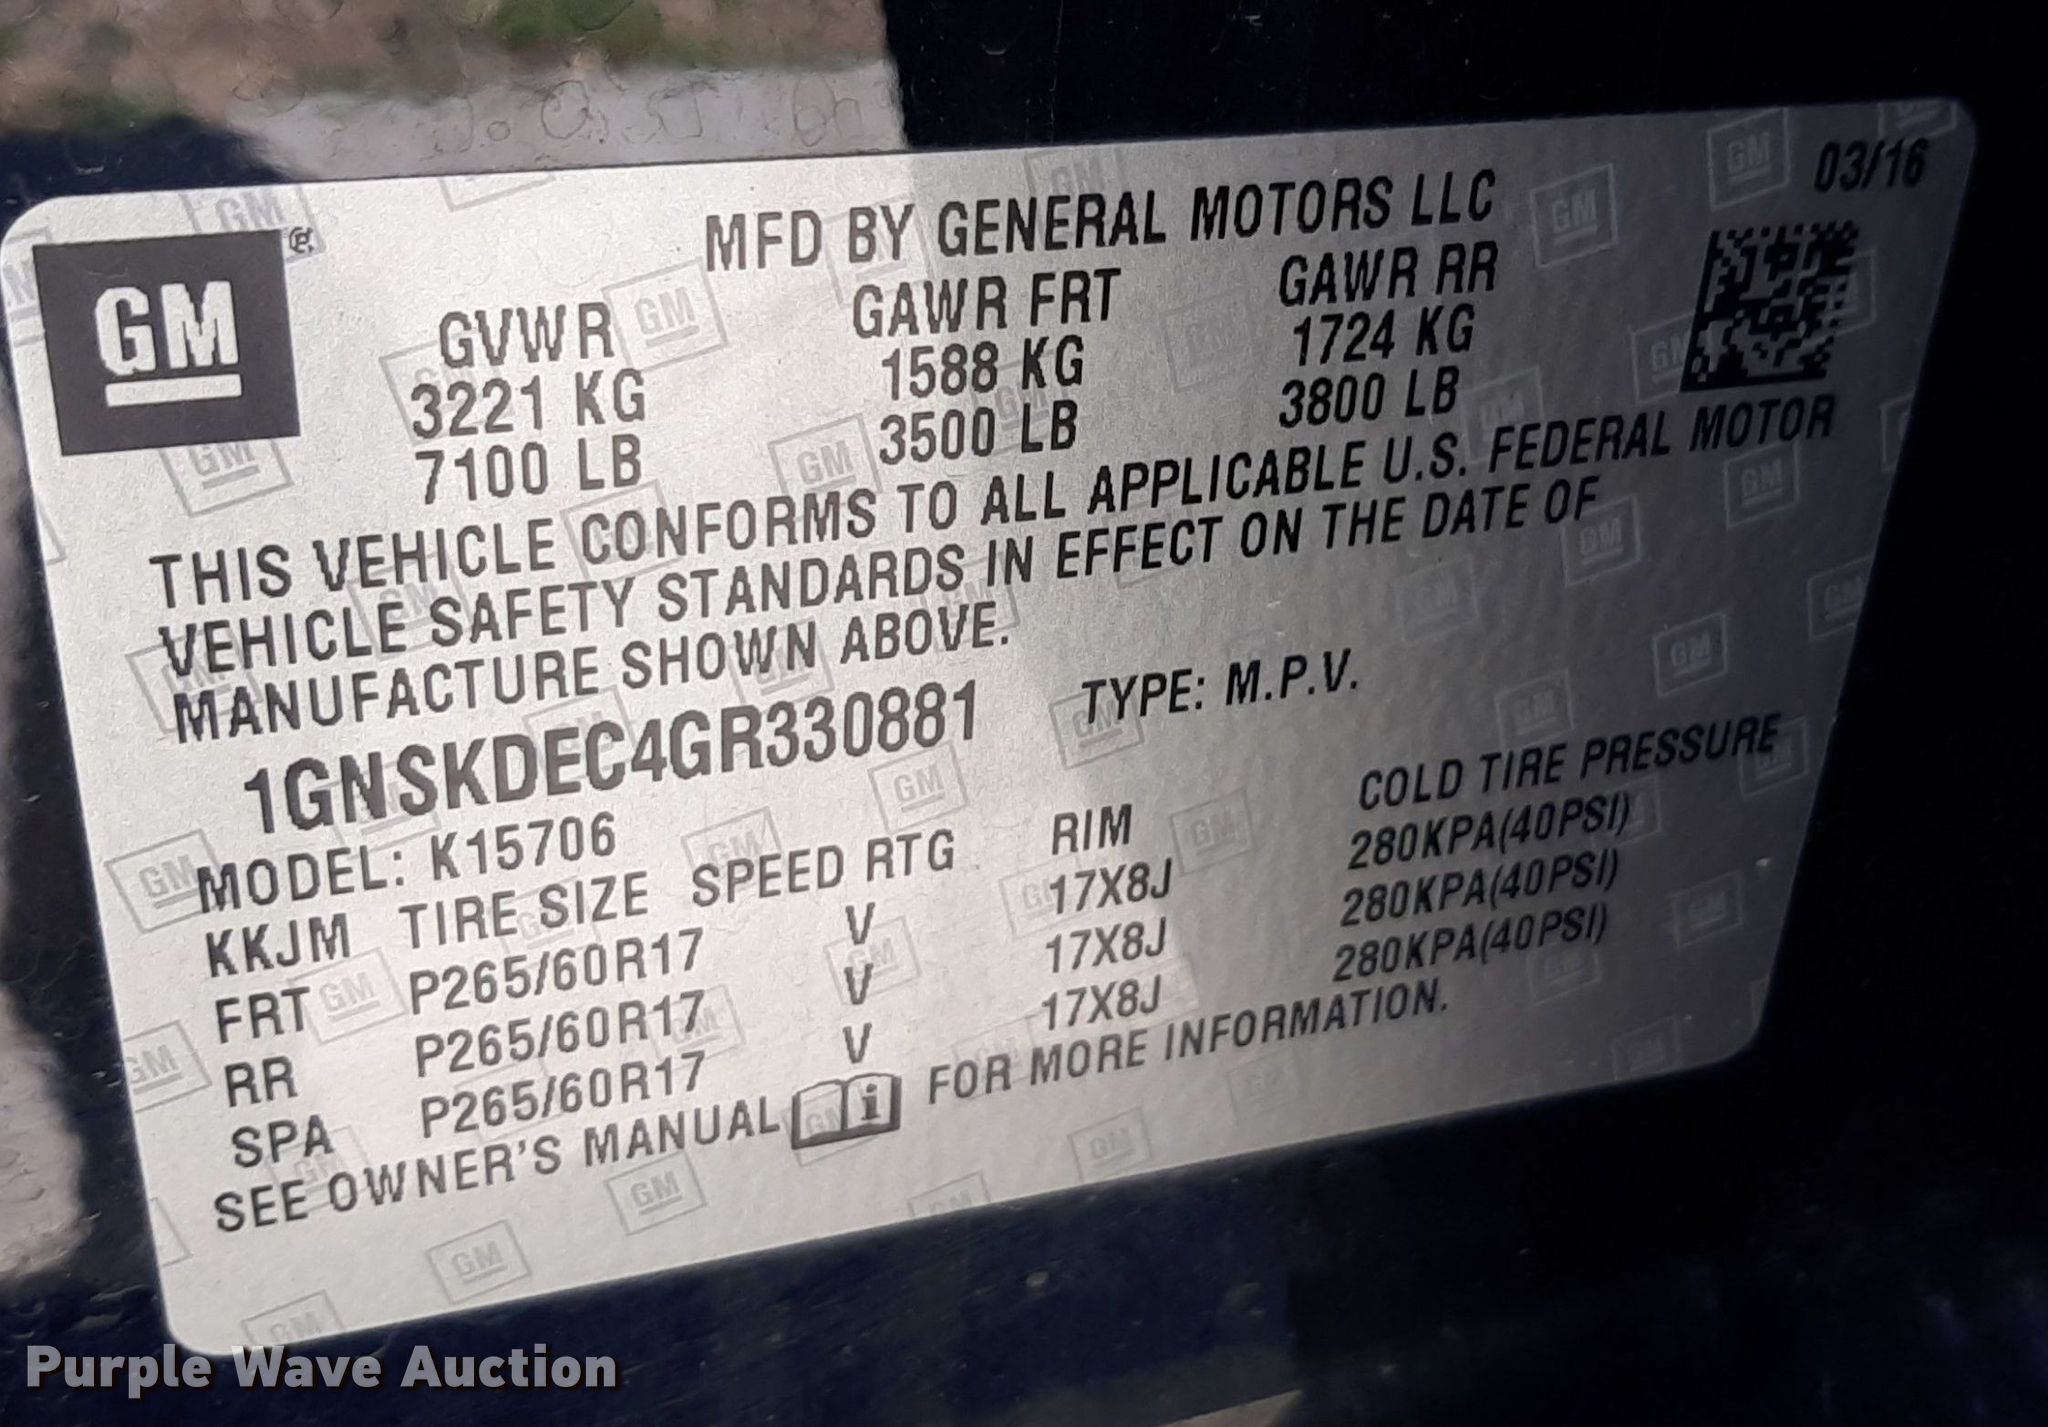 03/16
GM
MFD BY GENERAL MOTORS LLC
GVWR GAWR FRT GAWR RR
3221 KG 1588 KG 1724 KG
7100 LB 3500 LB 3800 LB
THIS VEHICLE CONFORMS TO ALL APPLICABLE U.S. FEDERAL MOTOR
VEHICLE SAFETY STANDARDS IN EFFECT ON THE DATE OF
MANUFACTURE SHOWN ABOVE.
1GNSKDEC4GR330881 TYPE: M.P.V.
MODEL: K15706
KKJM TIRE SIZE SPEED RTG RIM COLD TIRE PRESSURE
FRT P265/60R17 V 17X8J 280KPA(40PSI)
RR P265/60R17 V 17X8J 280KPA(40PSI)
SPA P265/60R17 V 17X8J 280KPA(40PSI)
SEE OWNER'S MANUAL i FOR MORE INFORMATION.
Purple Wave Auction